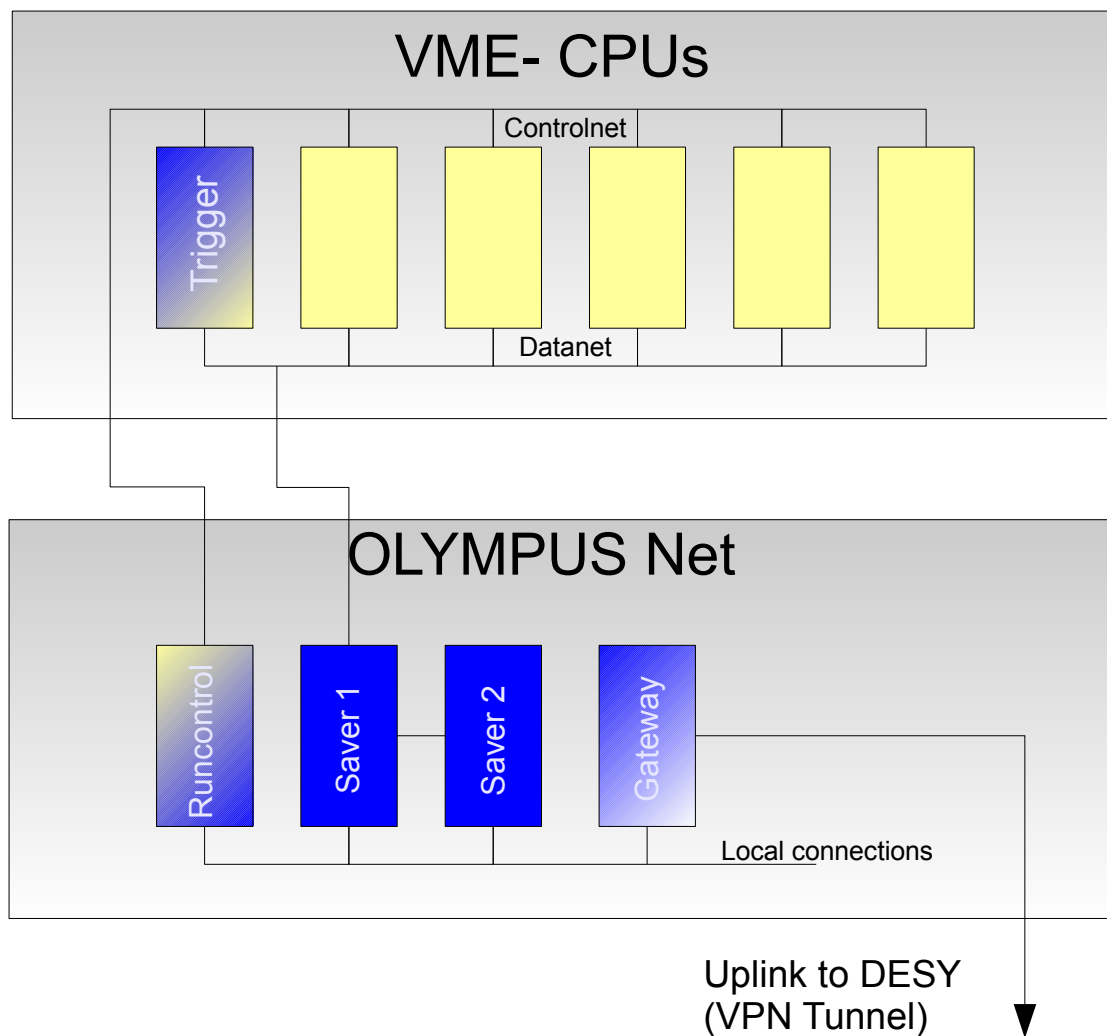 VME- CPUs
Controlnet
Trigger
Datanet
OLYMPUS Net
Runcontrol
Saver 1
Saver 2
Gateway
Local connections
Uplink to DESY
(VPN Tunnel)